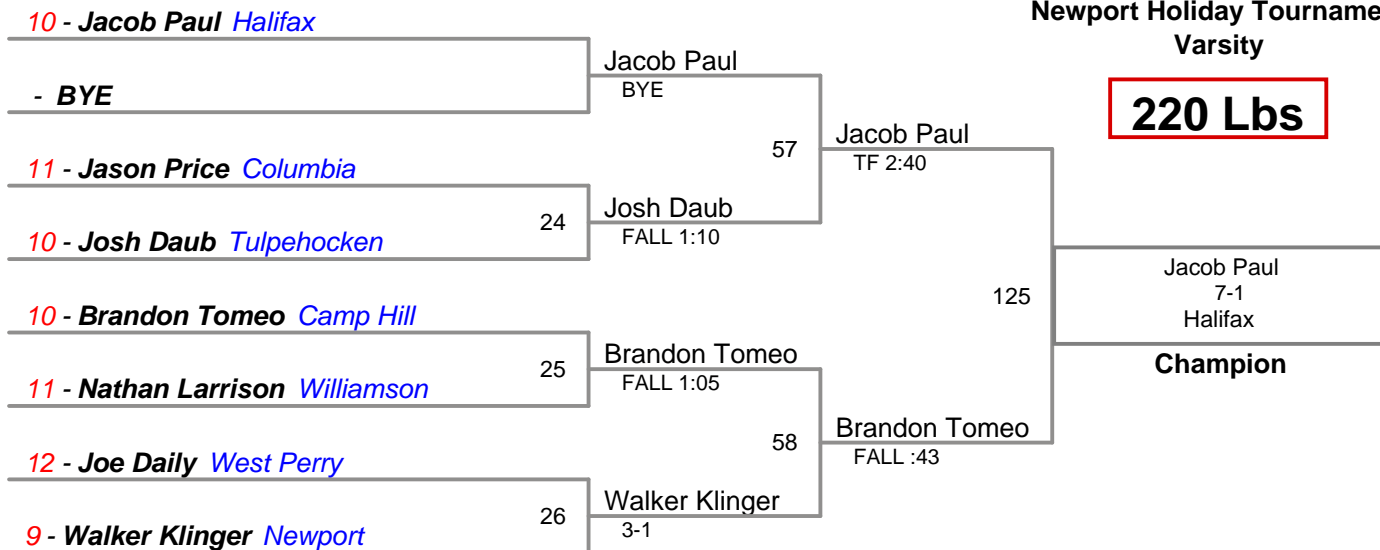 10 - Jacob Paul Halifax
- BYE
11 - Jason Price Columbia
10 - Josh Daub Tulpehocken
10 - Brandon Tomeo Camp Hill
11 - Nathan Larrison Williamson
12 - Joe Daily West Perry
9 - Walker Klinger Newport
Jacob Paul
BYE
24
Josh Daub
FALL 1:10
25
Brandon Tomeo
FALL 1:05
26
Walker Klinger
3-1
57
Jacob Paul
TF 2:40
58
Brandon Tomeo
FALL :43
125
Newport Holiday Tourname
Varsity
220 Lbs
Jacob Paul
7-1
Halifax
Champion